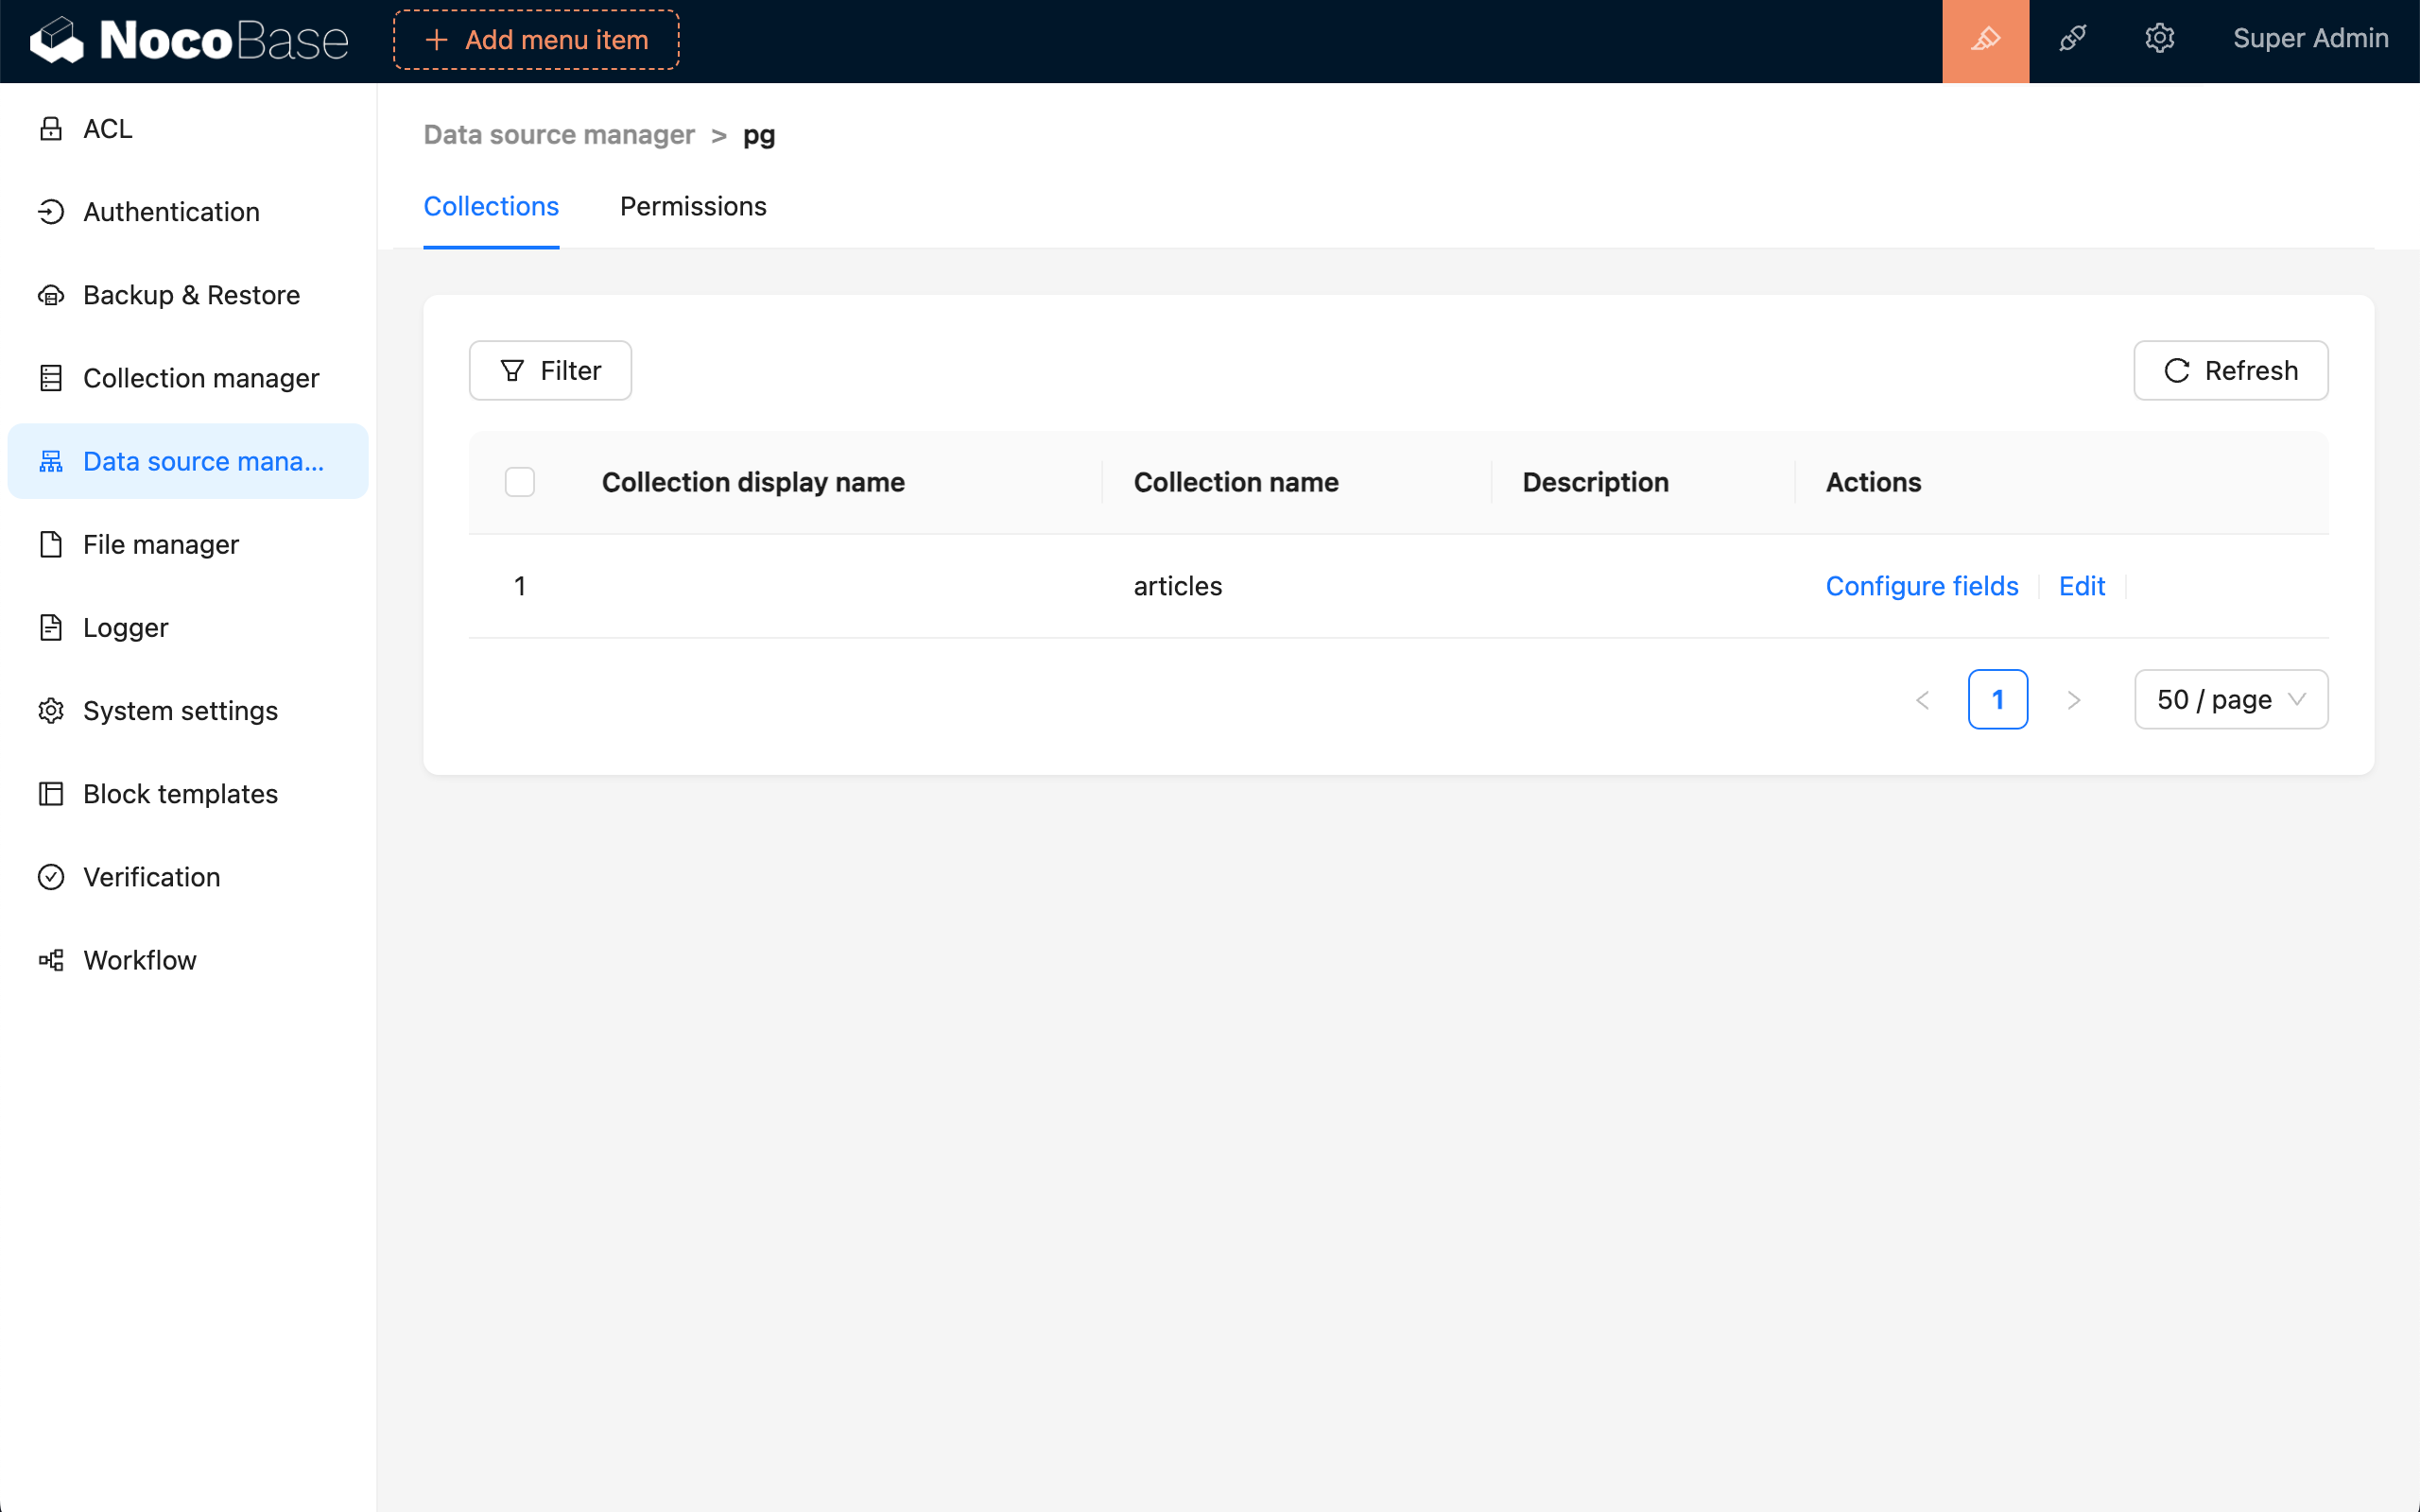 NocoBase
Add menu item
Super Admin
ACL
Authentication
Backup & Restore
Collection manager
Data source mana...
File manager
Logger
System settings
Block templates
Verification
Workflow
Data source manager > pg
Collections Permissions
Filter
Refresh
Collection display name Collection name Description Actions
1 articles Configure fields Edit
< 1 > 50 / page